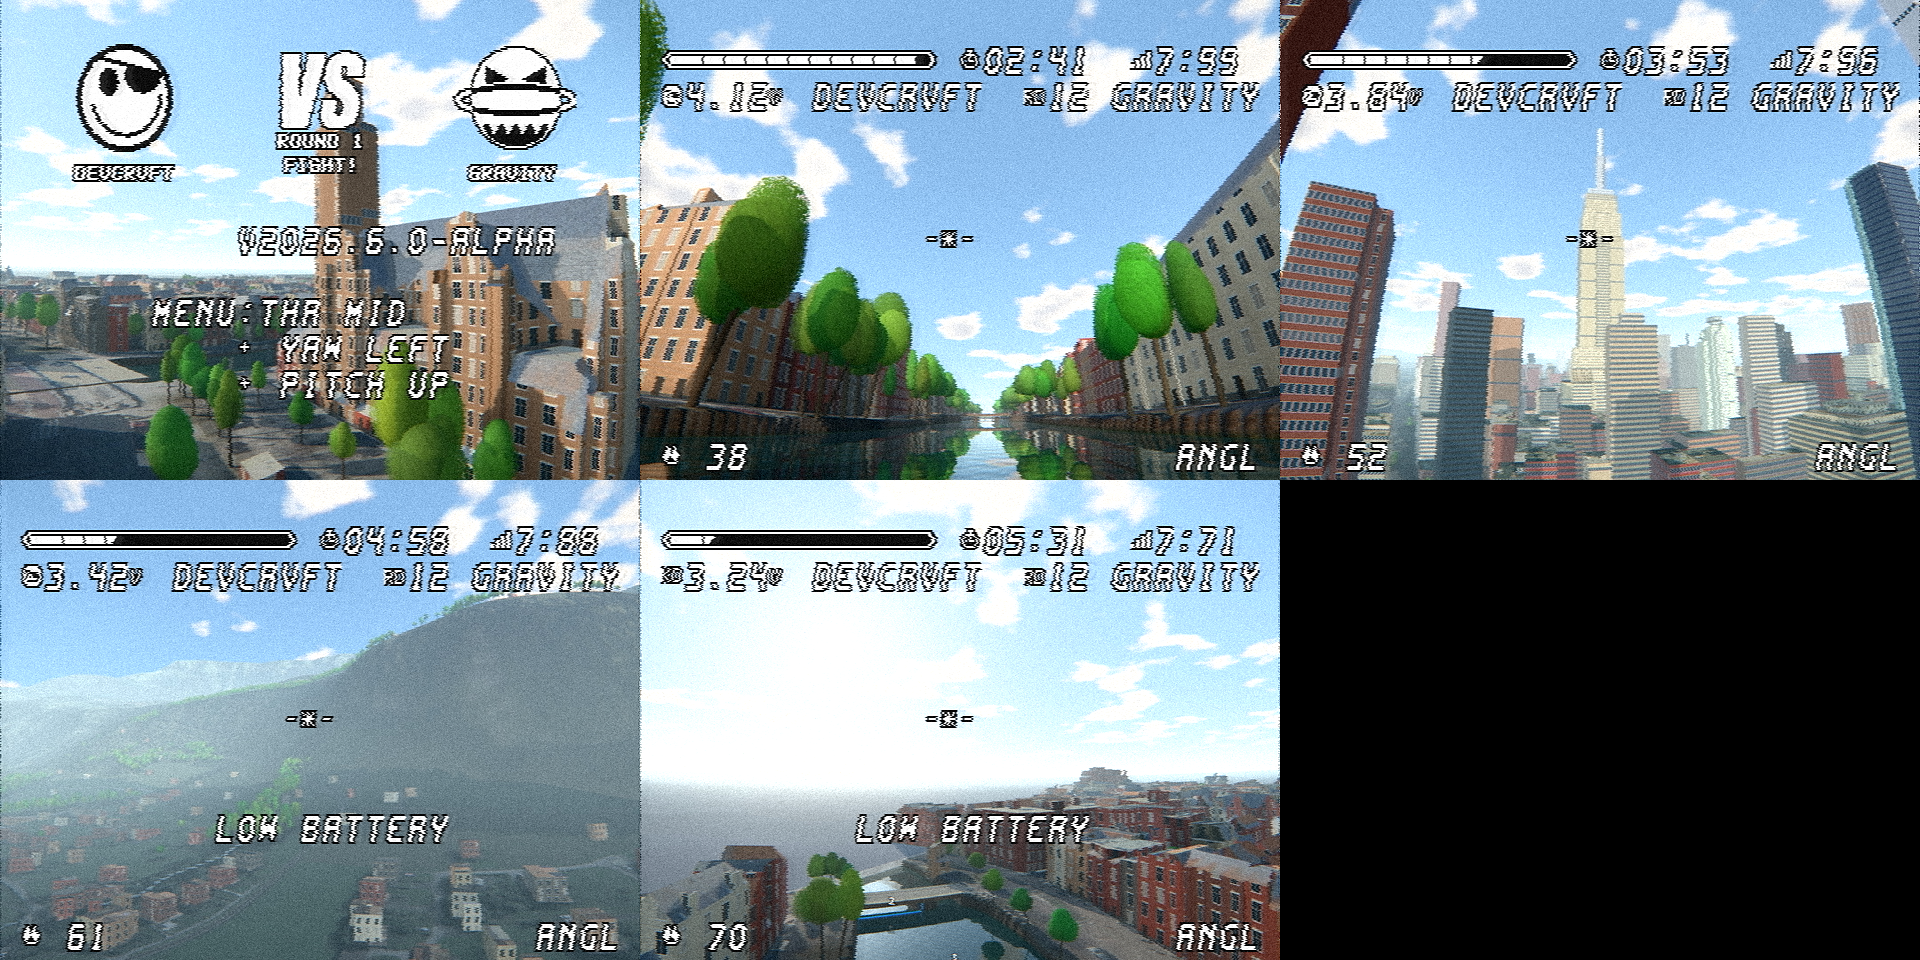 VS
ROUND 1
FIGHT!
DEVCRVFT
GRAVITY
V2026.6.0-ALPHA
MENU:THR MID
+ YAW LEFT
+ PITCH UP
02:41 7:99
4.12V DEVCRVFT 12 GRAVITY
38 ANGL
03:53 7:96
3.84V DEVCRVFT 12 GRAVITY
52 ANGL
04:58 7:88
3.42V DEVCRVFT 12 GRAVITY
LOW BATTERY
61 ANGL
05:31 7:71
3.24V DEVCRVFT 12 GRAVITY
LOW BATTERY
70 ANGL